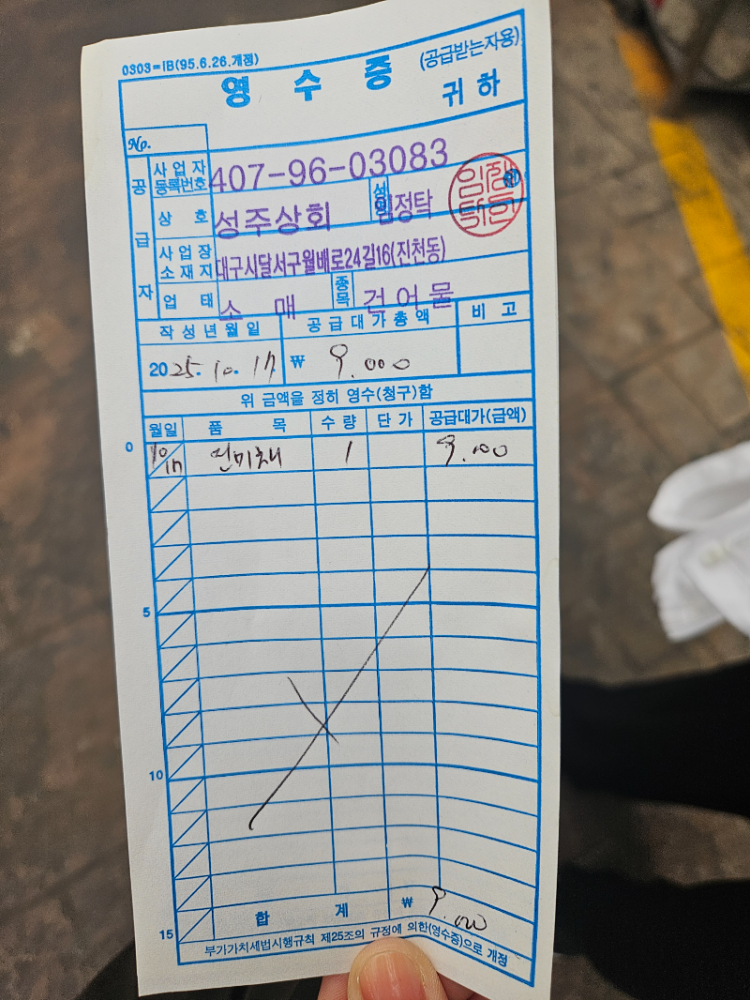 0303=IB(95.6.26.개정)
영 수 증 (공급받는자용)
귀 하
No.
공급자
사업자등록번호 407-96-03083
상 호 성주상회 성명 임정탁
사업장소재지 대구시달서구월배로24길16(진천동)
업 태 소 매 종목 건어물
작성년월일 공급대가총액 비 고
2025.10.17 ₩ 9.000
위 금액을 정히 영수(청구)함
월일 품 목 수량 단가 공급대가(금액)
10/17 진미채 1 9.000
5
10
합 계 ₩ 9.000
15
부가가치세법시행규칙 제25조의 규정에 의한(영수증)으로 개정